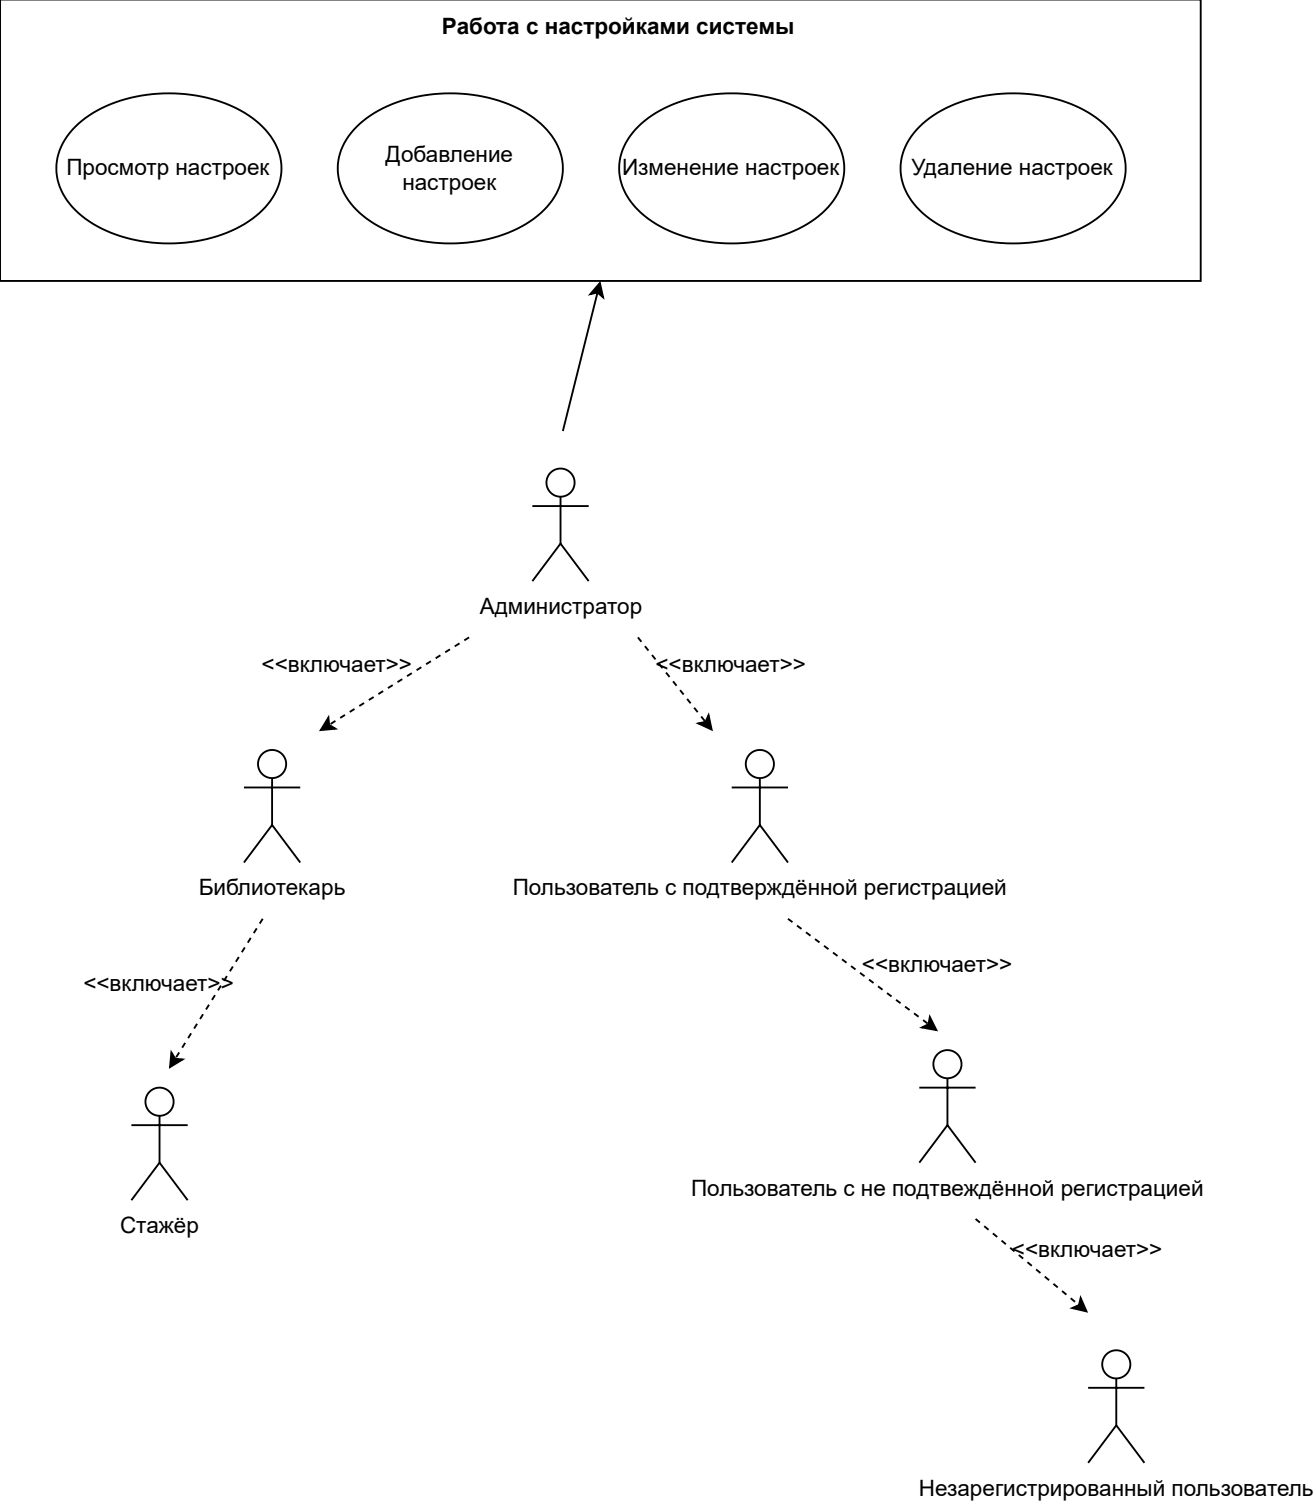 Работа с настройками системы
Просмотр настроек
Добавление
настроек
Изменение настроек
Удаление настроек
Администратор
<<включает>>
<<включает>>
Библиотекарь
Пользователь с подтверждённой регистрацией
<<включает>>
<<включает>>
Пользователь с не подтвеждённой регистрацией
Стажёр
<<включает>>
Незарегистрированный пользователь